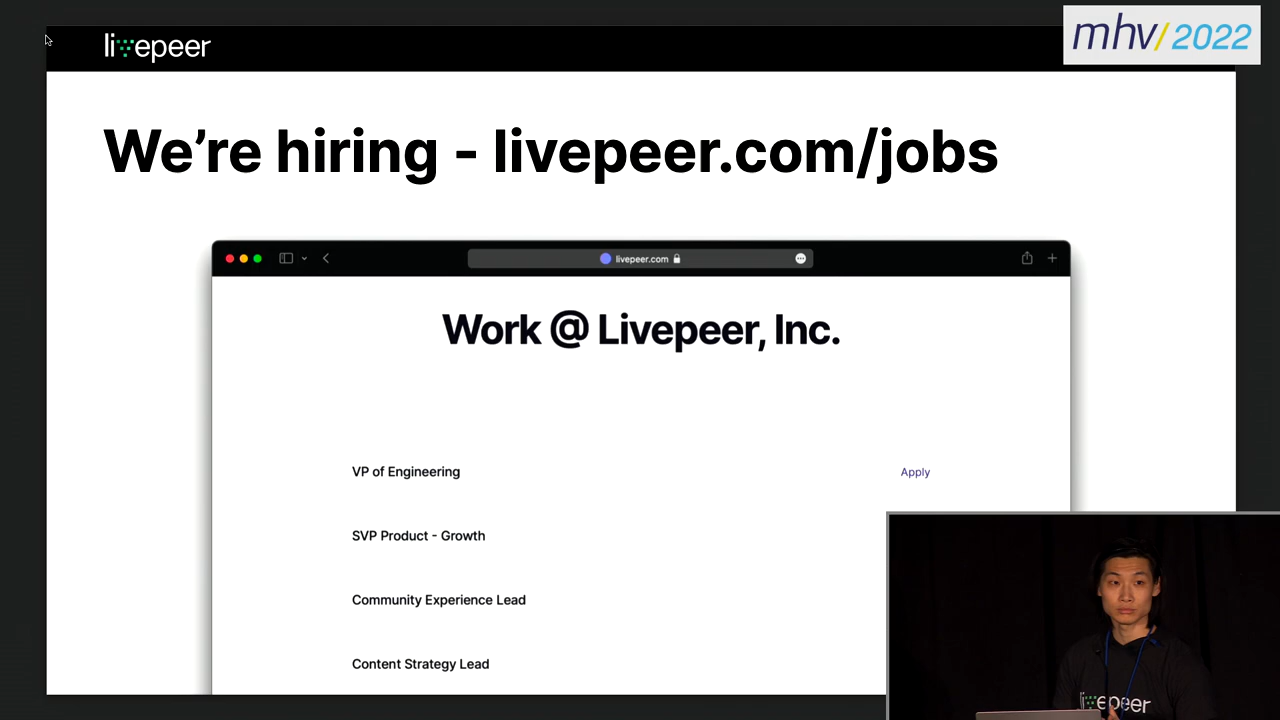 livepeer
mhv/2022
We’re hiring - livepeer.com/jobs
livepeer.com
Work @ Livepeer, Inc.
VP of Engineering
Apply
SVP Product - Growth
Community Experience Lead
Content Strategy Lead
livepeer